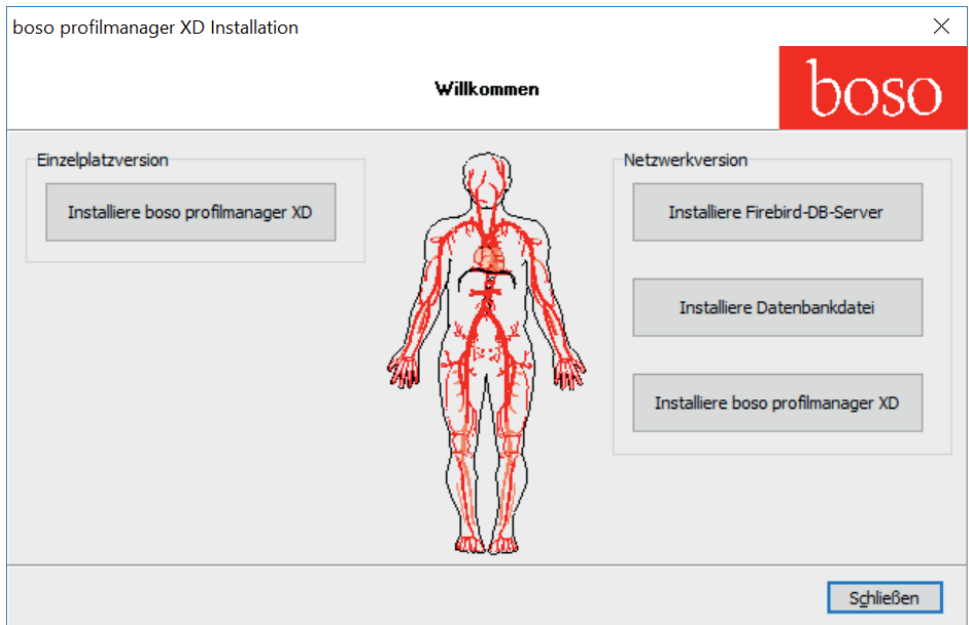 boso profilmanager XD Installation
Willkommen
boso
Einzelplatzversion
Installiere boso profilmanager XD
Netzwerkversion
Installiere Firebird-DB-Server
Installiere Datenbankdatei
Installiere boso profilmanager XD
Schließen